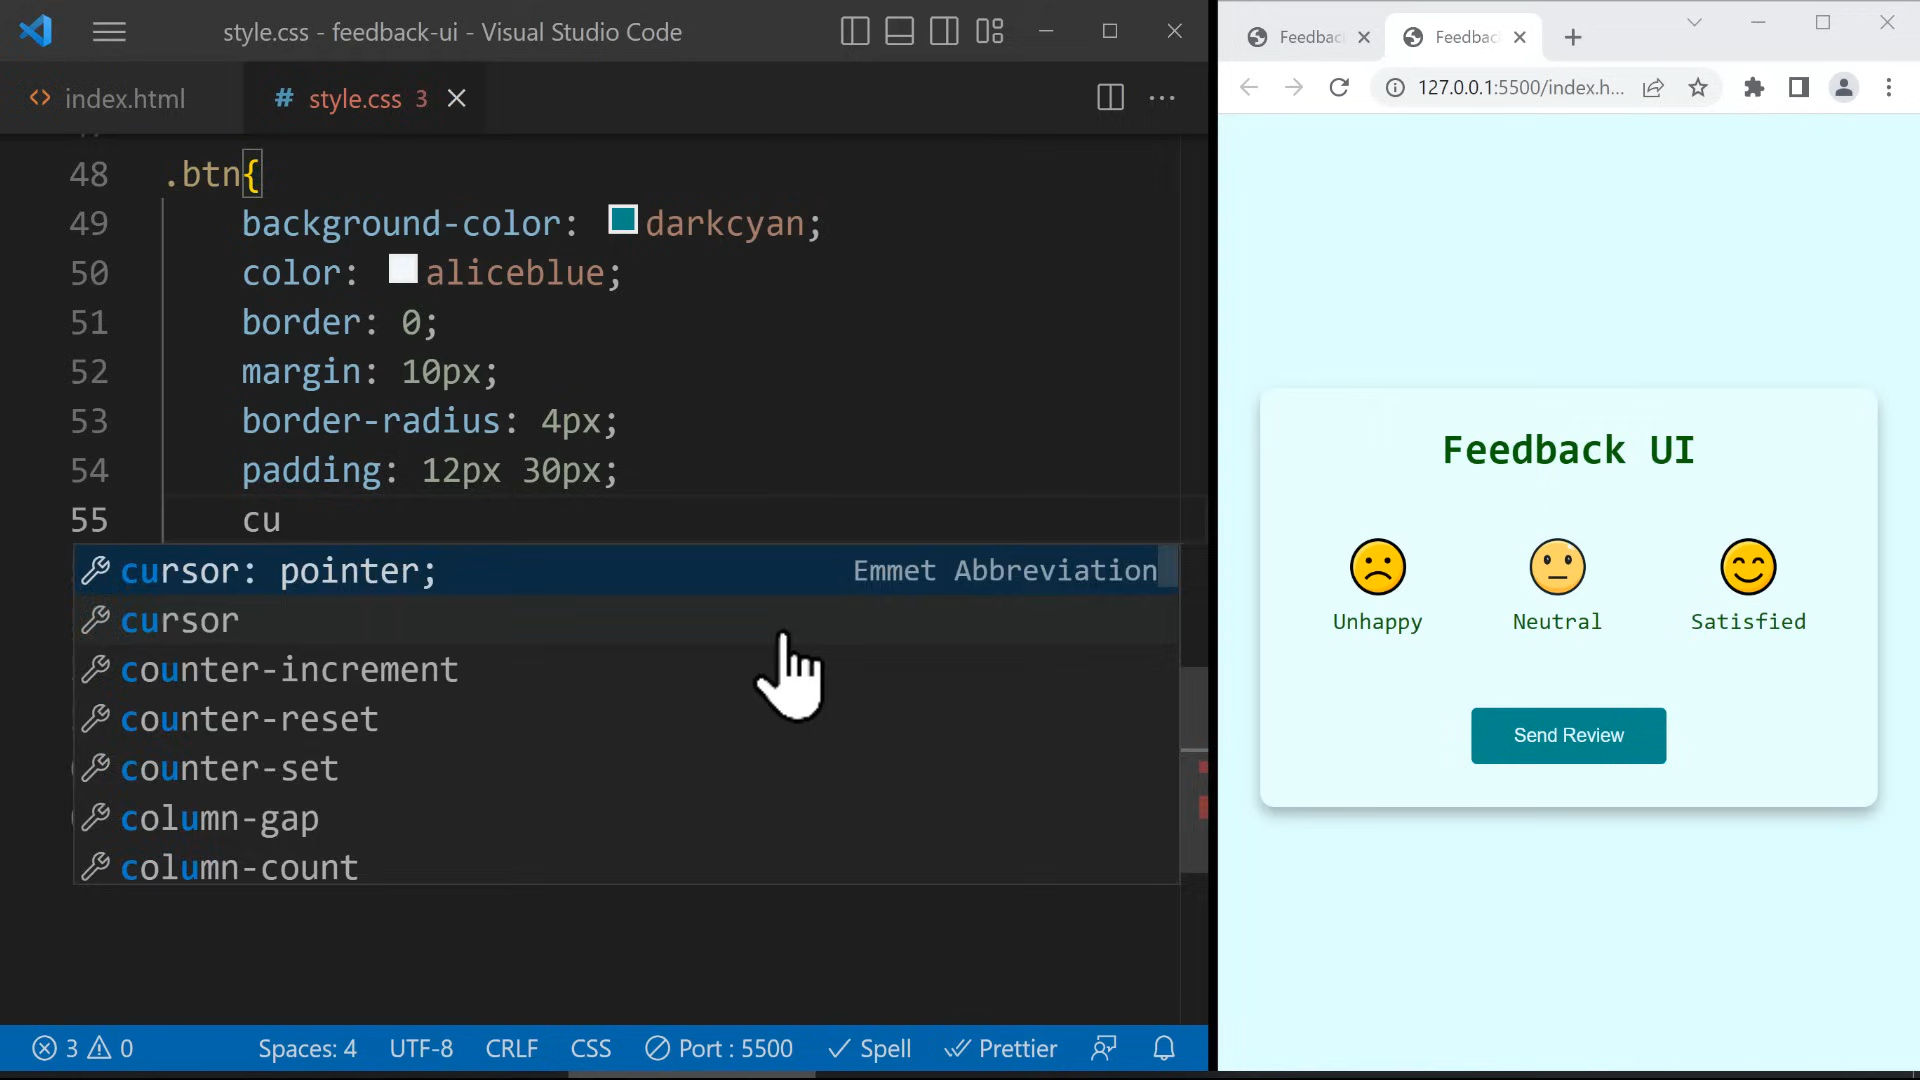 style.css - feedback-ui - Visual Studio Code
index.html
# style.css 3
48 .btn{
49 background-color: darkcyan;
50 color: aliceblue;
51 border: 0;
52 margin: 10px;
53 border-radius: 4px;
54 padding: 12px 30px;
55 cu
cursor: pointer; Emmet Abbreviation
cursor
counter-increment
counter-reset
counter-set
column-gap
column-count
3 0 Spaces: 4 UTF-8 CRLF CSS Port : 5500 Spell Prettier
Feedbac Feedbac
127.0.0.1:5500/index.h...
Feedback UI
Unhappy Neutral Satisfied
Send Review